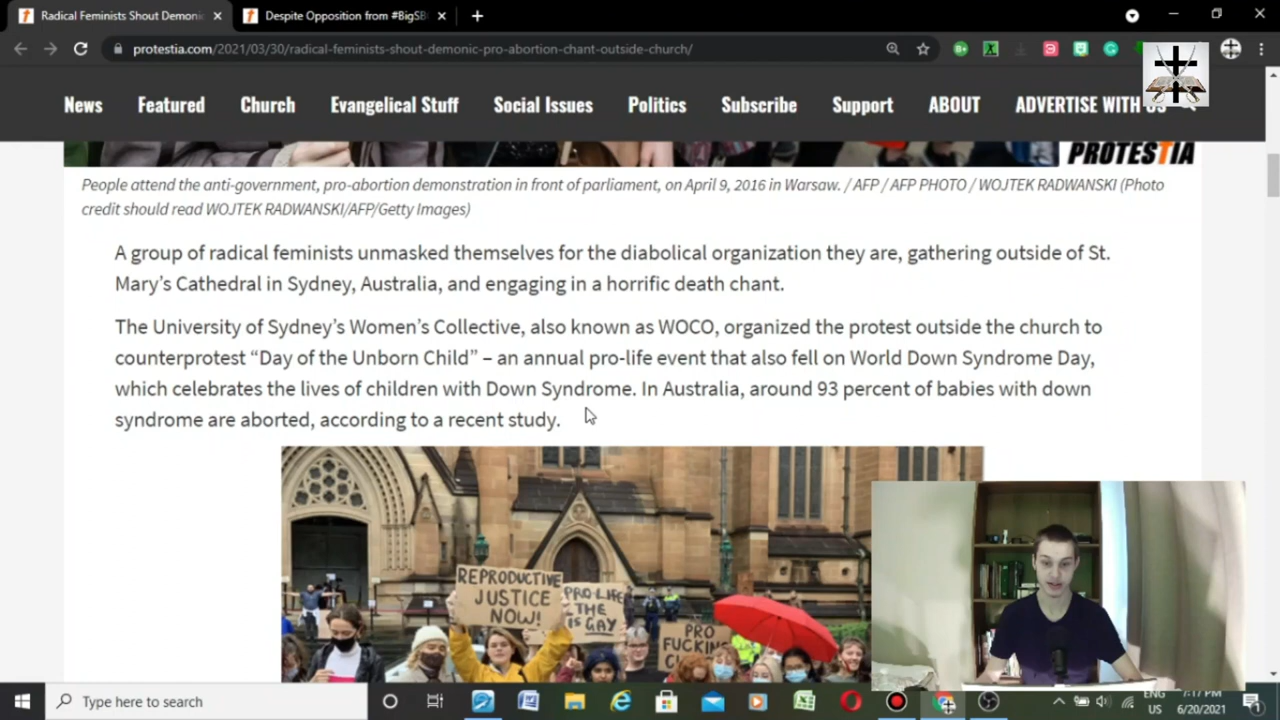 Radical Feminists Shout Demonic
Despite Opposition from #BigSB
protestia.com/2021/03/30/radical-feminists-shout-demonic-pro-abortion-chant-outside-church/
News Featured Church Evangelical Stuff Social Issues Politics Subscribe Support ABOUT ADVERTISE WITH US
PROTESTIA
People attend the anti-government, pro-abortion demonstration in front of parliament, on April 9, 2016 in Warsaw. / AFP / AFP PHOTO / WOJTEK RADWANSKI (Photo
credit should read WOJTEK RADWANSKI/AFP/Getty Images)
A group of radical feminists unmasked themselves for the diabolical organization they are, gathering outside of St.
Mary's Cathedral in Sydney, Australia, and engaging in a horrific death chant.
The University of Sydney's Women's Collective, also known as WOCO, organized the protest outside the church to
counterprotest “Day of the Unborn Child” – an annual pro-life event that also fell on World Down Syndrome Day,
which celebrates the lives of children with Down Syndrome. In Australia, around 93 percent of babies with down
syndrome are aborted, according to a recent study.
REPRODUCTIVE
JUSTICE
NOW!
PRO-LIFE
THE
IS GAY
PRO
FUCKING
Type here to search
ENG
US
7:17 PM
6/20/2021